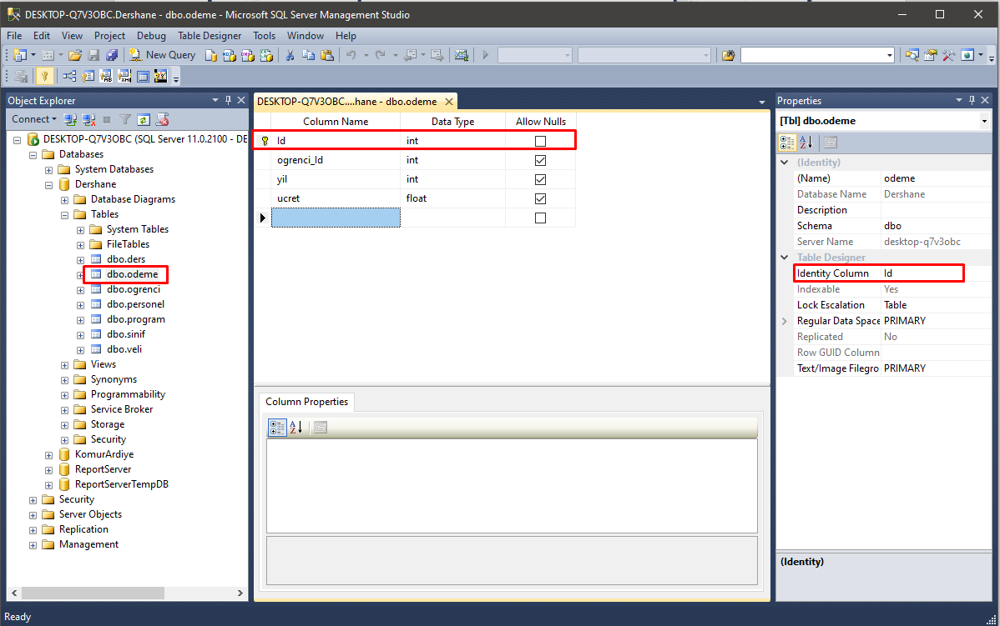 DESKTOP-Q7V3OBC.Dershane - dbo.odeme - Microsoft SQL Server Management Studio
File Edit View Project Debug Table Designer Tools Window Help
New Query
Object Explorer
Connect
DESKTOP-Q7V3OBC (SQL Server 11.0.2100 - DE
Databases
System Databases
Dershane
Database Diagrams
Tables
System Tables
FileTables
dbo.ders
dbo.odeme
dbo.ogrenci
dbo.personel
dbo.program
dbo.sinif
dbo.veli
Views
Synonyms
Programmability
Service Broker
Storage
Security
KomurArdiye
ReportServer
ReportServerTempDB
Security
Server Objects
Replication
Management
DESKTOP-Q7V3OBC....hane - dbo.odeme
Column Name Data Type Allow Nulls
Id int
ogrenci_Id int
yil int
ucret float
Column Properties
Properties
[Tbl] dbo.odeme
(Identity)
(Name) odeme
Database Name Dershane
Description
Schema dbo
Server Name desktop-q7v3obc
Table Designer
Identity Column Id
Indexable Yes
Lock Escalation Table
Regular Data Space PRIMARY
Replicated No
Row GUID Column
Text/Image Filegro PRIMARY
(Identity)
Ready